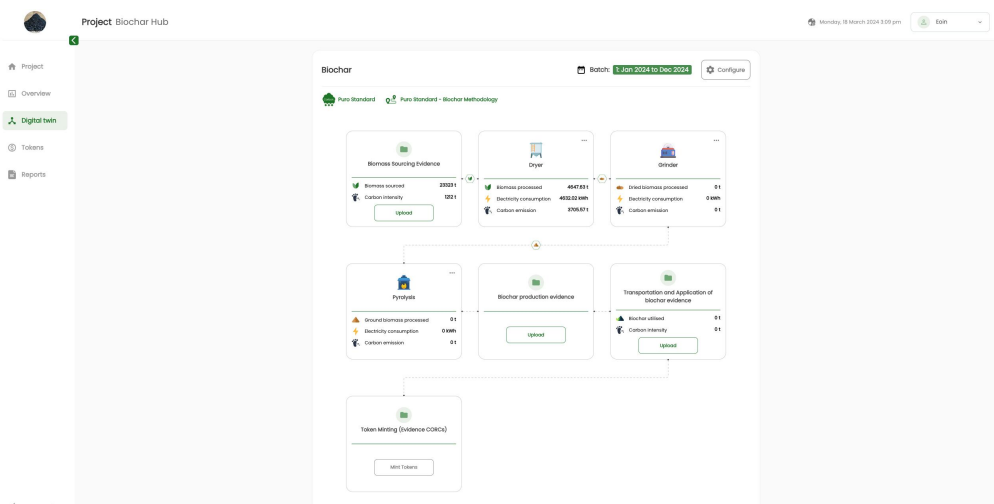 Project Biochar Hub
Monday, 18 March 2024 3:09 pm
Eoin
Project
Overview
Digital twin
Tokens
Reports
Biochar
Batch: 1: Jan 2024 to Dec 2024
Configure
Puro Standard
Puro Standard - Biochar Methodology
Biomass Sourcing Evidence
Biomass sourced 23323 t
Carbon intensity 1212 t
Upload
Dryer
Biomass processed 4647.63 t
Electricity consumption 4632.02 kWh
Carbon emission 3705.57 t
Grinder
Dried biomass processed 0 t
Electricity consumption 0 kWh
Carbon emission 0 t
Pyrolysis
Ground biomass processed 0 t
Electricity consumption 0 kWh
Carbon emission 0 t
Biochar production evidence
Upload
Transportation and Application of
biochar evidence
Biochar utilised 0 t
Carbon intensity 0 t
Upload
Token Minting (Evidence CORCs)
Mint Tokens